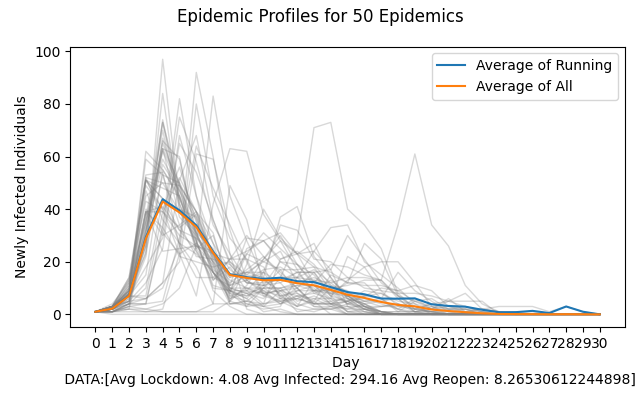 Epidemic Profiles for 50 Epidemics
Newly Infected Individuals
100
80
60
40
20
0
Average of Running
Average of All
0 1 2 3 4 5 6 7 8 9 10 11 12 13 14 15 16 17 18 19 20 21 22 23 24 25 26 27 28 29 30
Day
DATA:[Avg Lockdown: 4.08 Avg Infected: 294.16 Avg Reopen: 8.26530612244898]